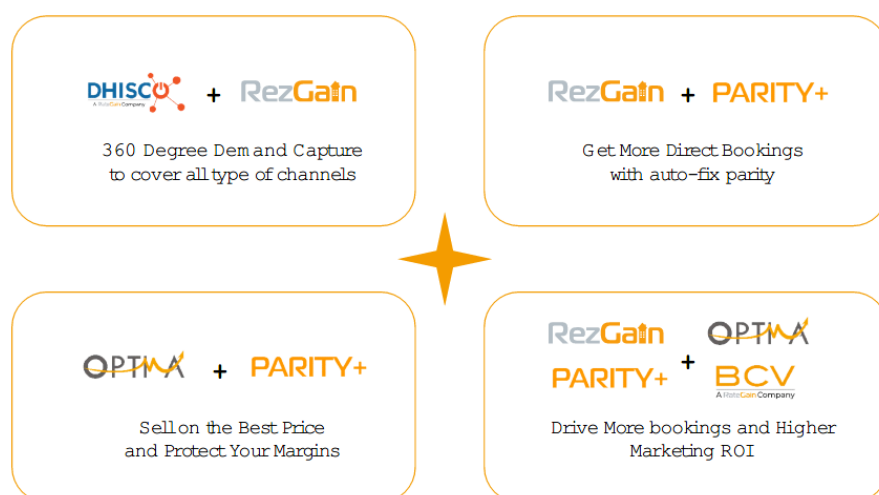 DHISCO
A RateGain Company
+
RezGain
360 Degree Demand Capture
to cover all type of channels
RezGain + PARITY+
Get More Direct Bookings
with auto-fix parity
OPTIMA + PARITY+
Sell on the Best Price
and Protect Your Margins
RezGain
PARITY+
+
OPTIMA
BCV
A RateGain Company
Drive More bookings and Higher
Marketing ROI